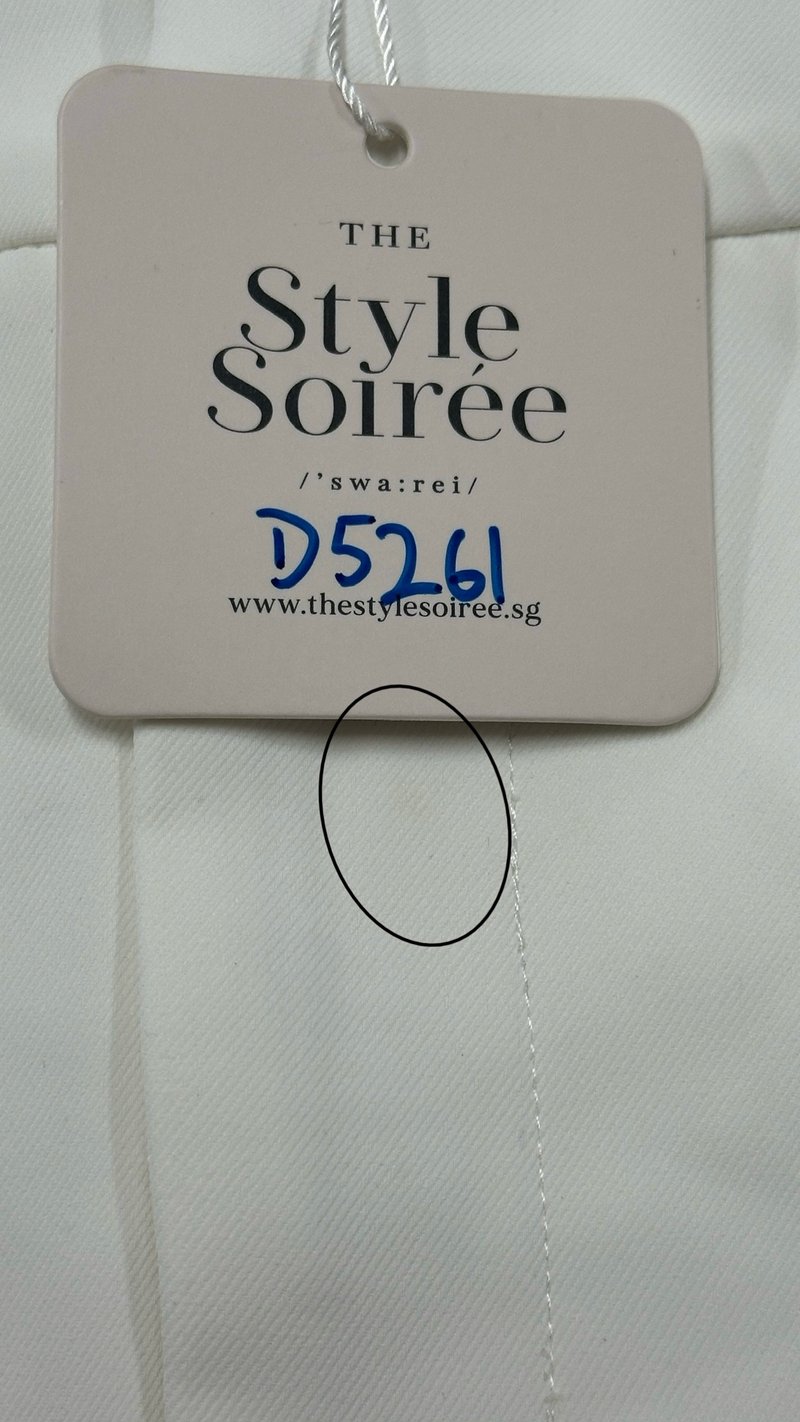 THE
Style
Soirée
/'swa:rei/
D5261
www.thestylesoiree.sg